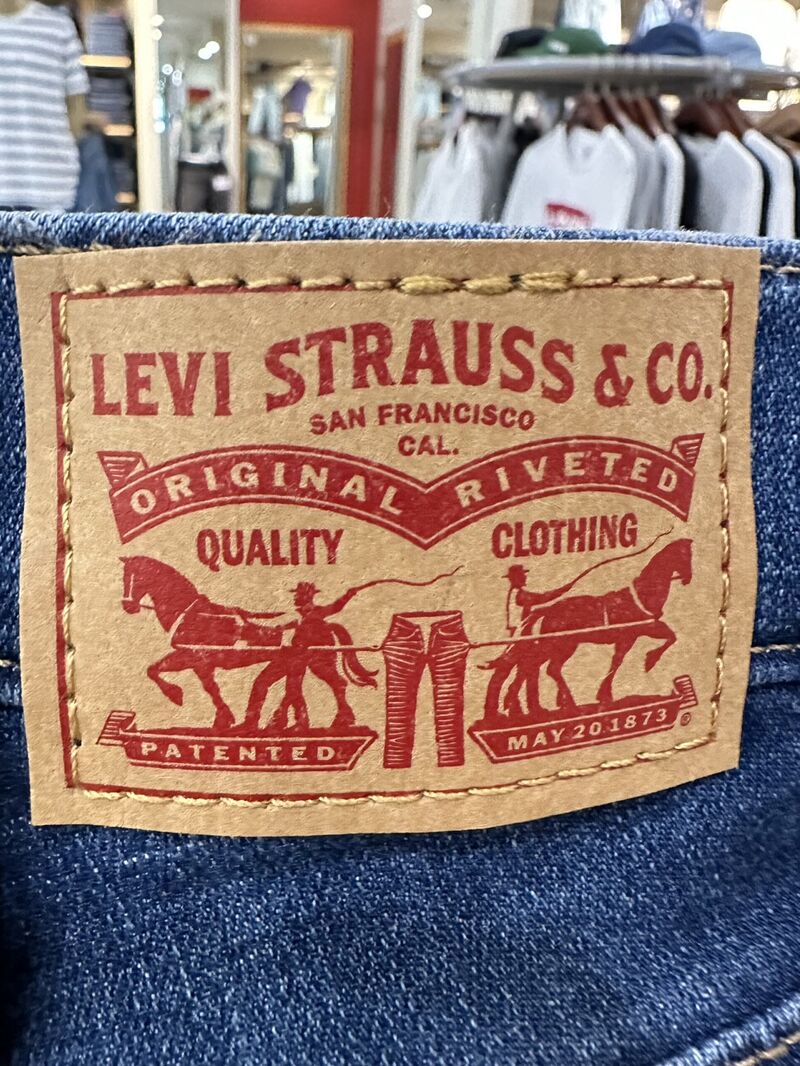 LEVI STRAUSS & CO.
SAN FRANCISCO
CAL.
ORIGINAL RIVETED
QUALITY CLOTHING
PATENTED
MAY 20 1873 ®